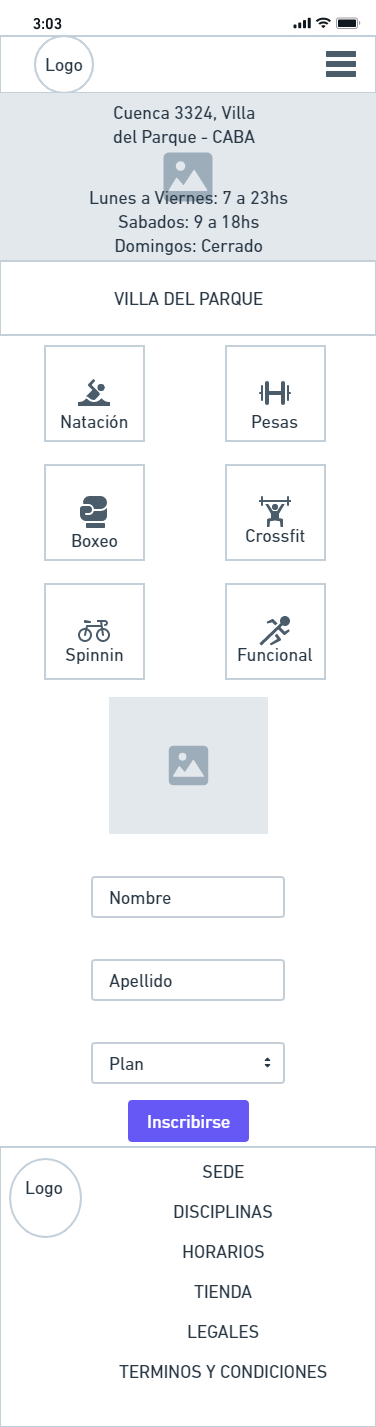 3:03
Logo
Cuenca 3324, Villa
del Parque - CABA
Lunes a Viernes: 7 a 23hs
Sabados: 9 a 18hs
Domingos: Cerrado
VILLA DEL PARQUE
Natación
Pesas
Boxeo
Crossfit
Spinnin
Funcional
Nombre
Apellido
Plan
Inscribirse
Logo
SEDE
DISCIPLINAS
HORARIOS
TIENDA
LEGALES
TERMINOS Y CONDICIONES